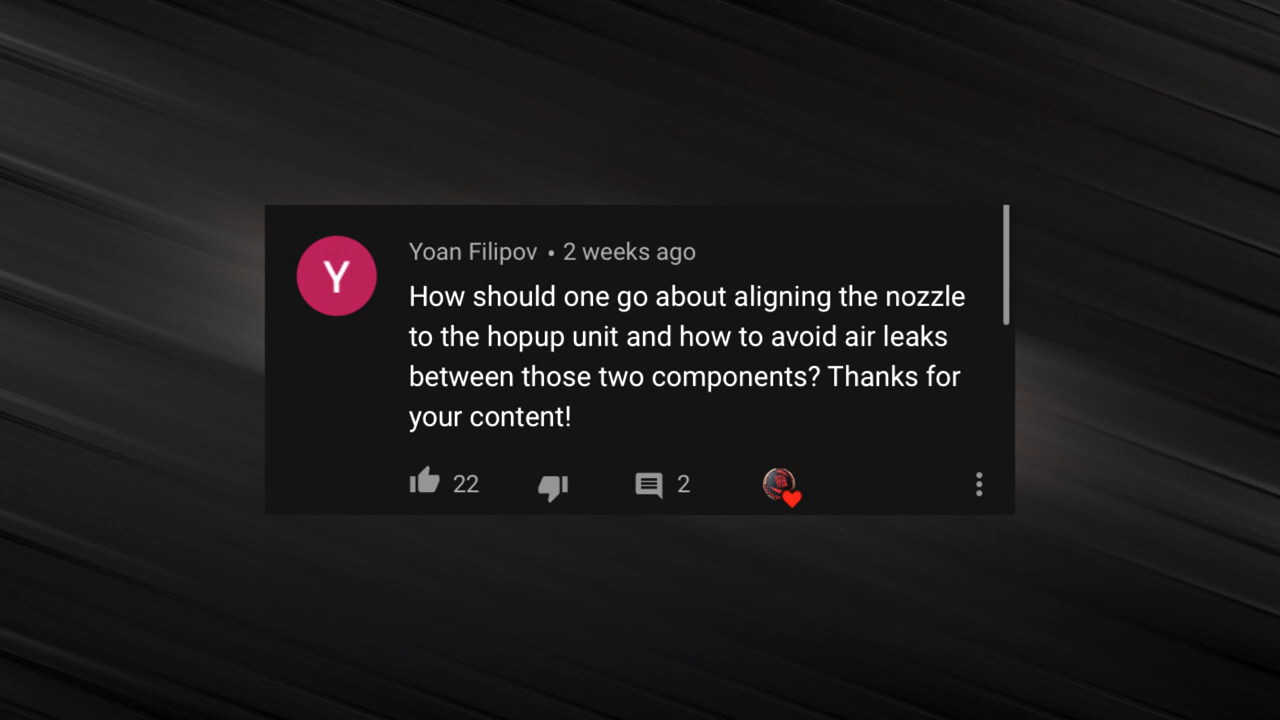 Y
Yoan Filipov • 2 weeks ago
How should one go about aligning the nozzle
to the hopup unit and how to avoid air leaks
between those two components? Thanks for
your content!
22 2